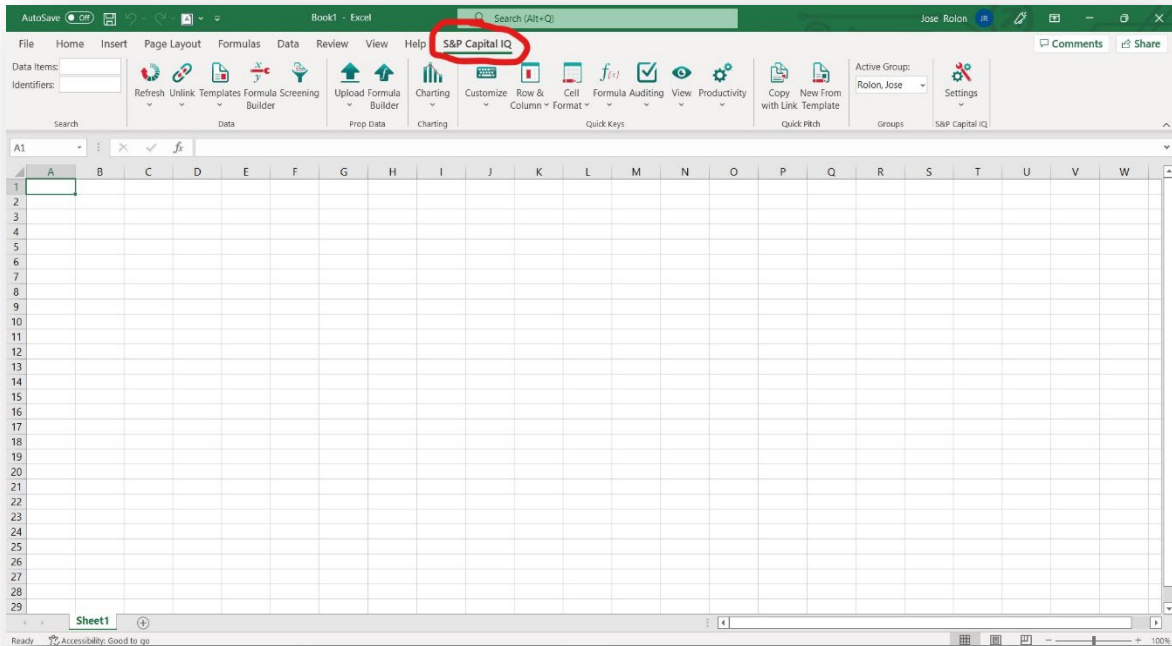 AutoSave Off Book1 - Excel Search (Alt+Q) Jose Rolon JR
File Home Insert Page Layout Formulas Data Review View Help S&P Capital IQ Comments Share
Data Items:
Identifiers:
Refresh Unlink Templates Formula Builder Screening
Upload Formula Builder
Charting
Customize Row & Column Cell Format Formula Auditing View Productivity
Copy with Link New From Template
Active Group:
Rolon, Jose
Settings
Search Data Prop Data Charting Quick Keys Quick Pitch Groups S&P Capital IQ
A1 fx
A B C D E F G H I J K L M N O P Q R S T U V W
1
2
3
4
5
6
7
8
9
10
11
12
13
14
15
16
17
18
19
20
21
22
23
24
25
26
27
28
29
Sheet1
Ready Accessibility: Good to go 100%